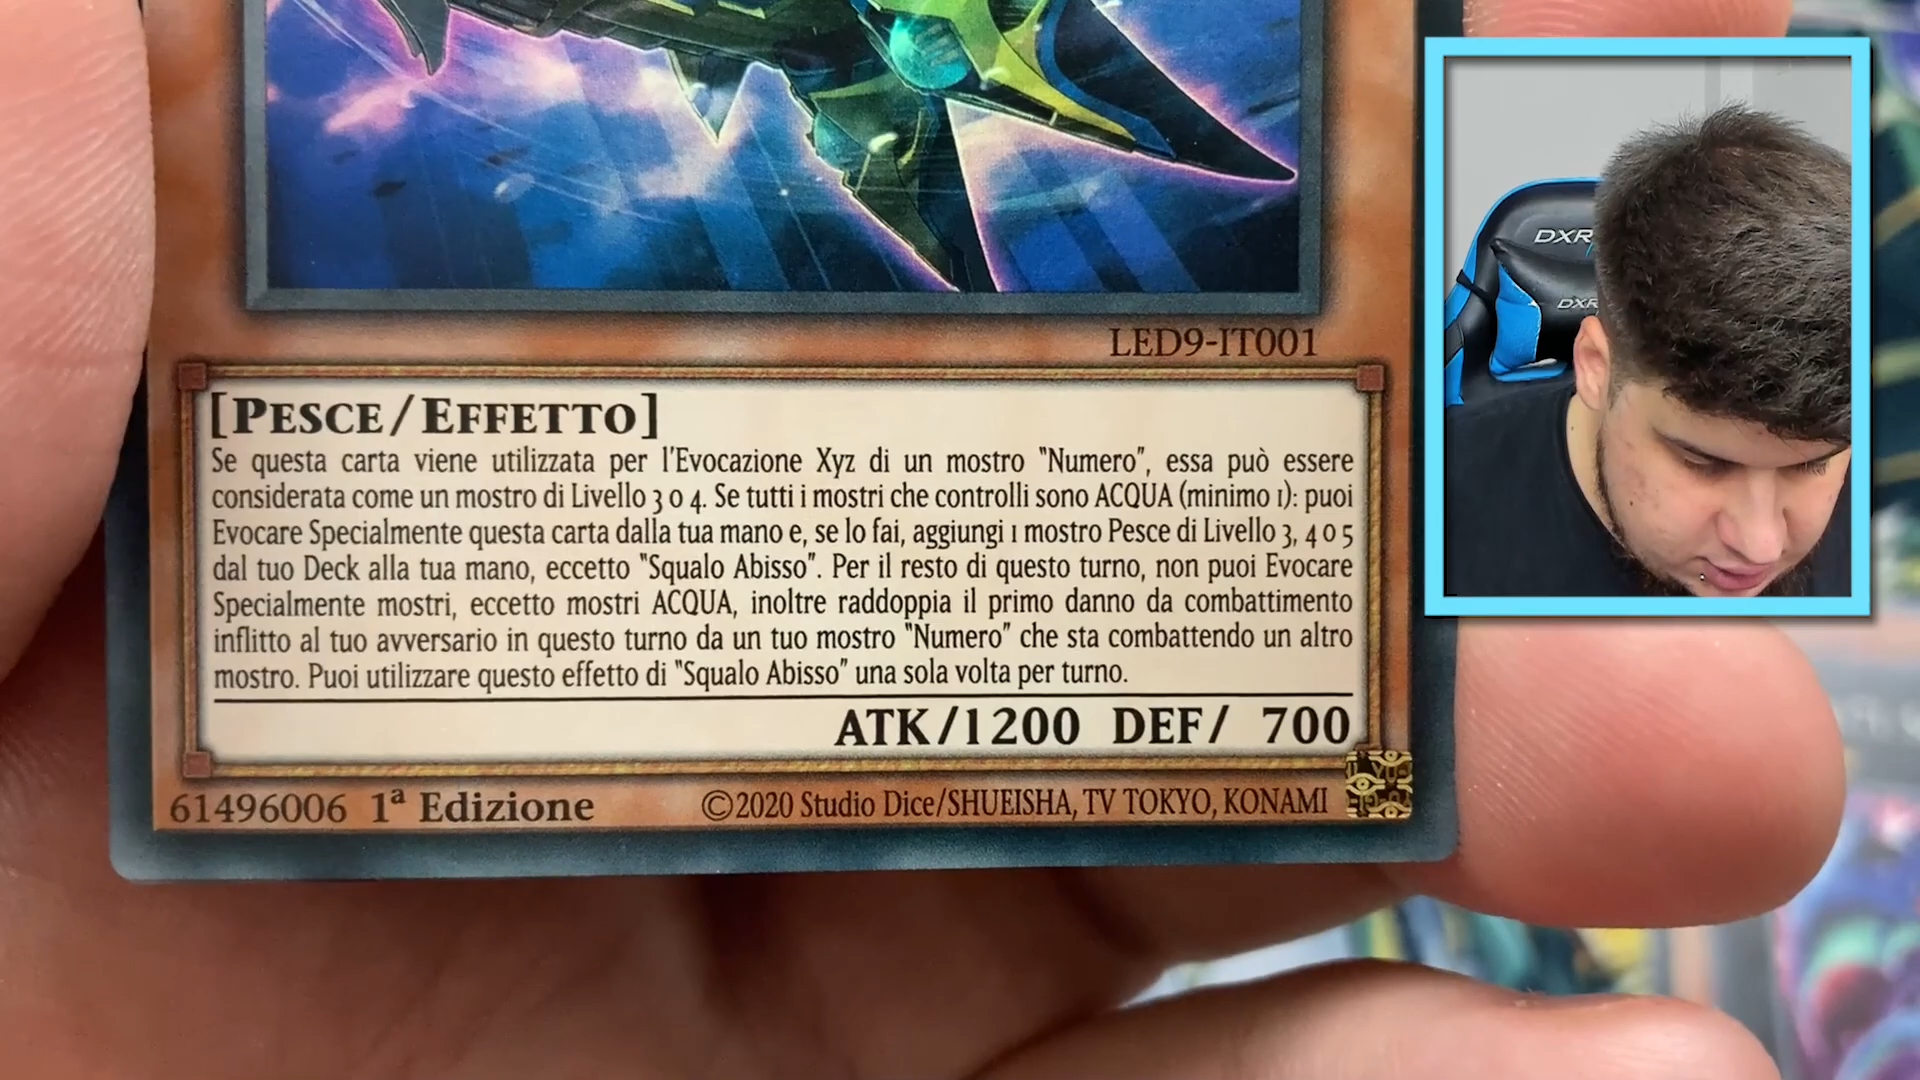 LED9-IT001
[PESCE/EFFETTO]
Se questa carta viene utilizzata per l'Evocazione Xyz di un mostro "Numero", essa può essere
considerata come un mostro di Livello 3 o 4. Se tutti i mostri che controlli sono ACQUA (minimo 1): puoi
Evocare Specialmente questa carta dalla tua mano e, se lo fai, aggiungi 1 mostro Pesce di Livello 3, 4 o 5
dal tuo Deck alla tua mano, eccetto "Squalo Abisso". Per il resto di questo turno, non puoi Evocare
Specialmente mostri, eccetto mostri ACQUA, inoltre raddoppia il primo danno da combattimento
inflitto al tuo avversario in questo turno da un tuo mostro "Numero" che sta combattendo un altro
mostro. Puoi utilizzare questo effetto di "Squalo Abisso" una sola volta per turno.
ATK/1200 DEF/ 700
61496006 1ª Edizione ©2020 Studio Dice/SHUEISHA, TV TOKYO, KONAMI
DXR
DXR